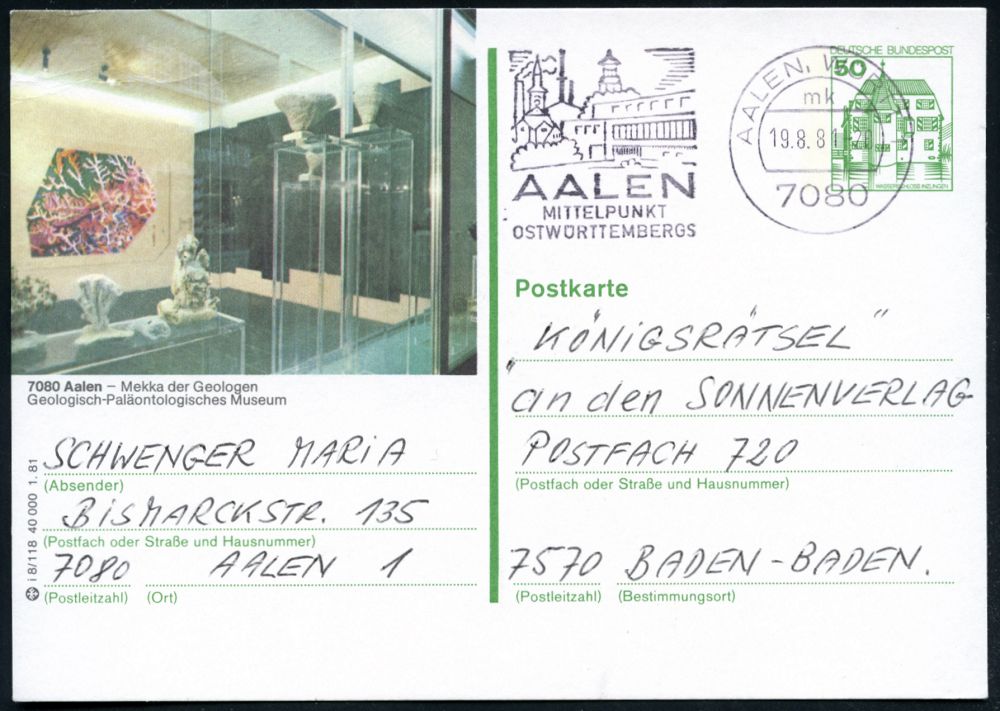 7080 Aalen – Mekka der Geologen
Geologisch-Paläontologisches Museum
SCHWENGER MARIA
(Absender)
BISMARCKSTR. 135
(Postfach oder Straße und Hausnummer)
7080 AALEN 1
(Postleitzahl) (Ort)
i 8/118 40 000 1.81
AALEN
MITTELPUNKT
OSTWÜRTTEMBERGS
AALEN,
mk
19.8.81
7080
DEUTSCHE BUNDESPOST
50
WASSERSCHLOSS INZLINGEN
Postkarte
"KÖNIGSRÄTSEL"
an den SONNENVERLAG
POSTFACH 720
(Postfach oder Straße und Hausnummer)
7570 BADEN-BADEN.
(Postleitzahl) (Bestimmungsort)